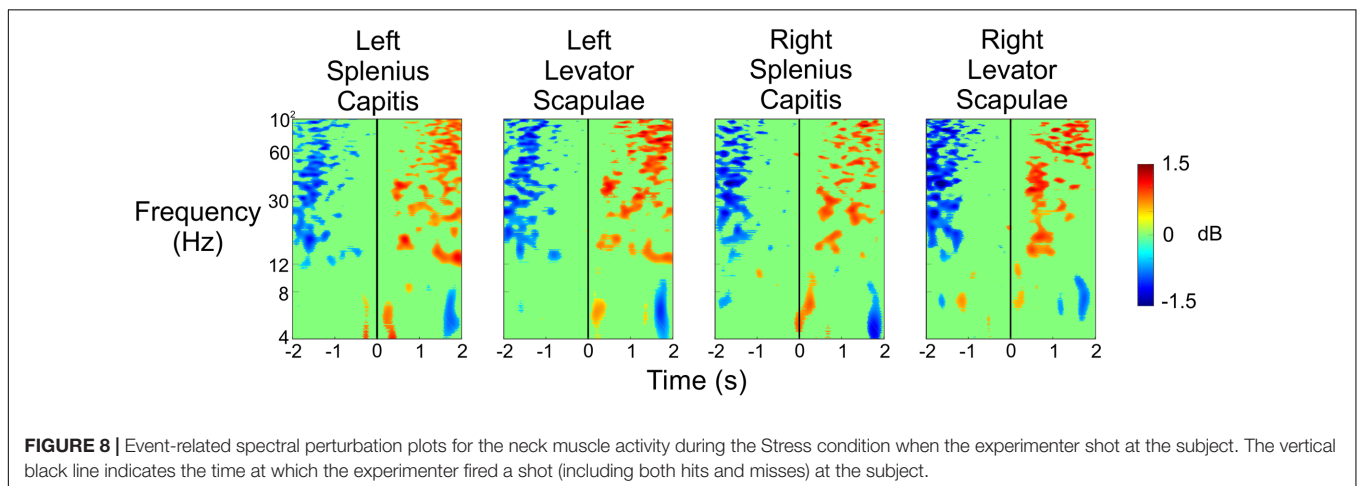 Left Left Right Right
Splenius Levator Splenius Levator
Capitis Scapulae Capitis Scapulae
10²
60
30
12
8
4
Frequency
(Hz)
-2 -1 0 1 2 -2 -1 0 1 2 -2 -1 0 1 2 -2 -1 0 1 2
Time (s)
1.5
0 dB
-1.5
FIGURE 8 | Event-related spectral perturbation plots for the neck muscle activity during the Stress condition when the experimenter shot at the subject. The vertical
black line indicates the time at which the experimenter fired a shot (including both hits and misses) at the subject.